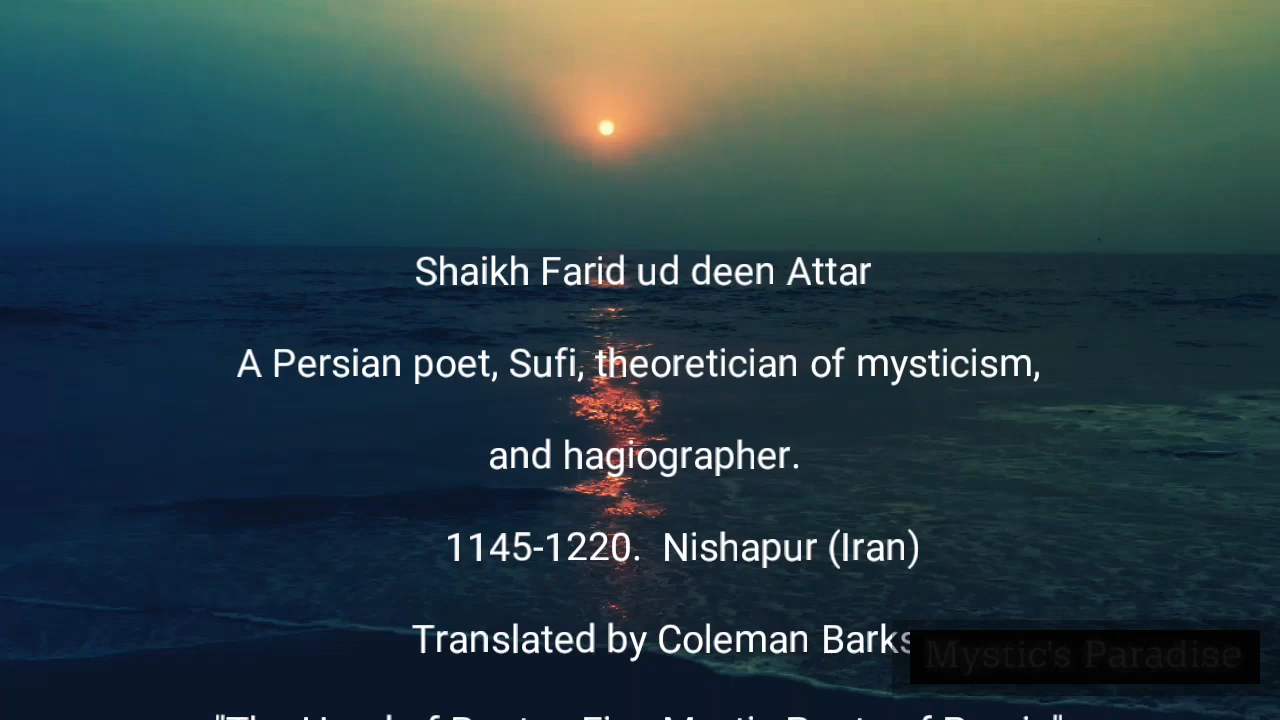 Shaikh Farid ud deen Attar
A Persian poet, Sufi, theoretician of mysticism,
and hagiographer.
1145-1220. Nishapur (Iran)
Translated by Coleman Barks
Mystic's Paradise